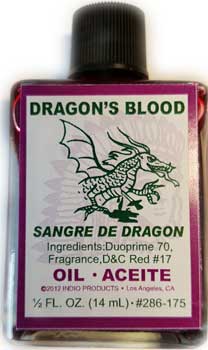 DRAGON'S BLOOD
SANGRE DE DRAGON
Ingredients:Duoprime 70,
Fragrance,D&C Red #17
OIL • ACEITE
©2012 INDIO PRODUCTS • Los Angeles, CA
½ FL. OZ. (14 mL) • #286-175